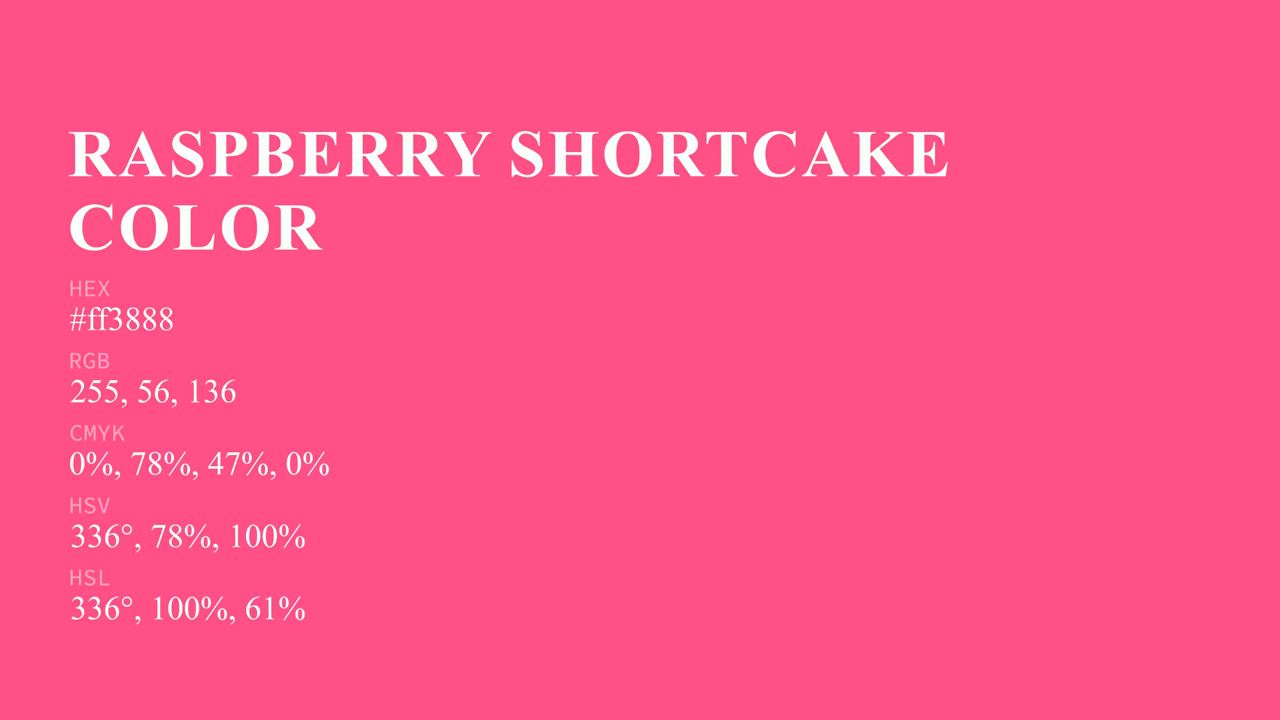 RASPBERRY SHORTCAKE
COLOR
HEX
#ff3888
RGB
255, 56, 136
CMYK
0%, 78%, 47%, 0%
HSV
336°, 78%, 100%
HSL
336°, 100%, 61%